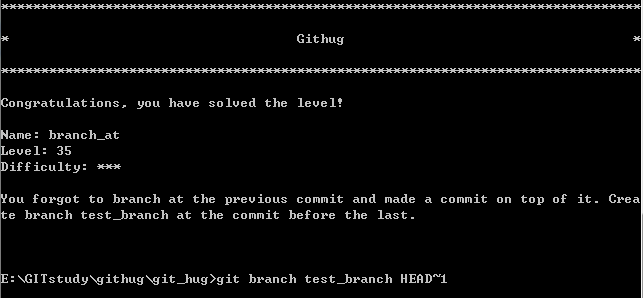 ********************************************************************************
*                                    Githug                                    *
********************************************************************************
Congratulations, you have solved the level!
Name: branch_at
Level: 35
Difficulty: ***
You forgot to branch at the previous commit and made a commit on top of it. Crea
te branch test_branch at the commit before the last.
E:\GITstudy\githug\git_hug>git branch test_branch HEAD~1